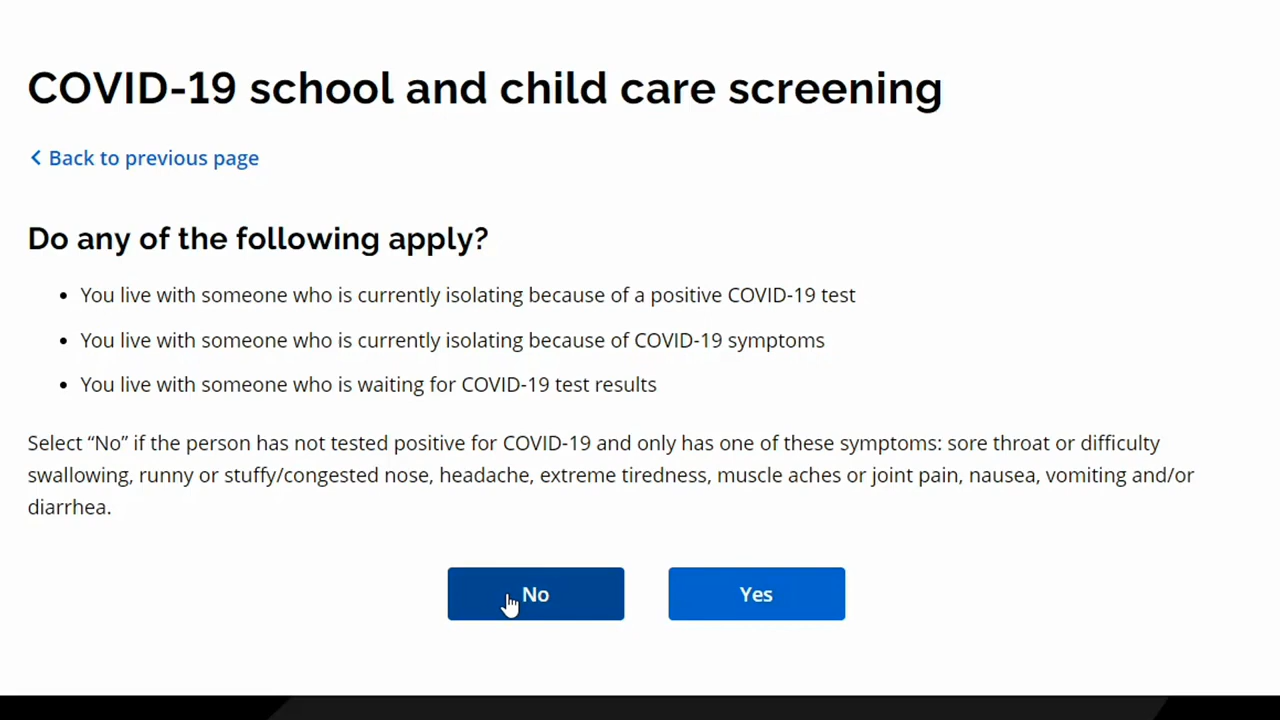 COVID-19 school and child care screening
Back to previous page
Do any of the following apply?
• You live with someone who is currently isolating because of a positive COVID-19 test
• You live with someone who is currently isolating because of COVID-19 symptoms
• You live with someone who is waiting for COVID-19 test results
Select “No” if the person has not tested positive for COVID-19 and only has one of these symptoms: sore throat or difficulty
swallowing, runny or stuffy/congested nose, headache, extreme tiredness, muscle aches or joint pain, nausea, vomiting and/or
diarrhea.
No
Yes